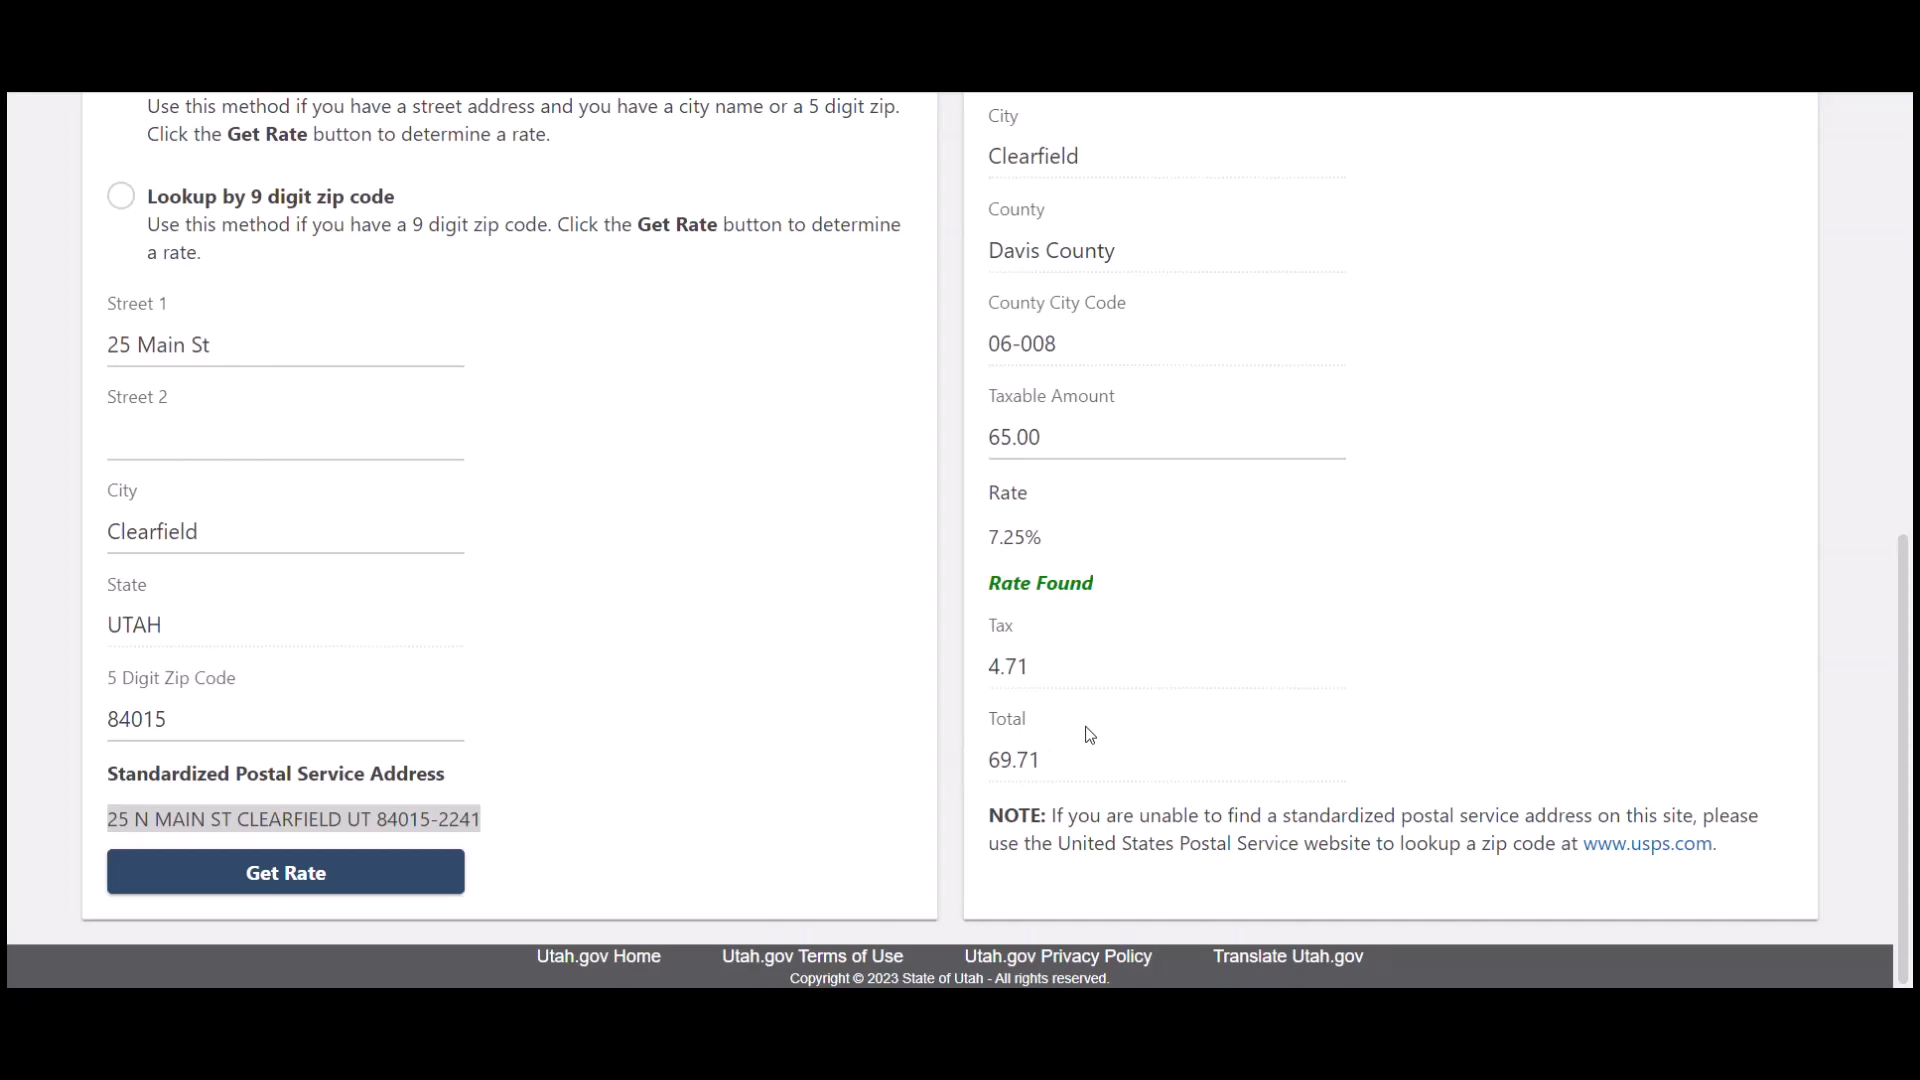 Use this method if you have a street address and you have a city name or a 5 digit zip.
Click the Get Rate button to determine a rate.
Lookup by 9 digit zip code
Use this method if you have a 9 digit zip code. Click the Get Rate button to determine
a rate.
Street 1
25 Main St
Street 2
City
Clearfield
State
UTAH
5 Digit Zip Code
84015
Standardized Postal Service Address
25 N MAIN ST CLEARFIELD UT 84015-2241
Get Rate
City
Clearfield
County
Davis County
County City Code
06-008
Taxable Amount
65.00
Rate
7.25%
Rate Found
Tax
4.71
Total
69.71
NOTE: If you are unable to find a standardized postal service address on this site, please
use the United States Postal Service website to lookup a zip code at www.usps.com.
Utah.gov Home Utah.gov Terms of Use Utah.gov Privacy Policy Translate Utah.gov
Copyright © 2023 State of Utah - All rights reserved.